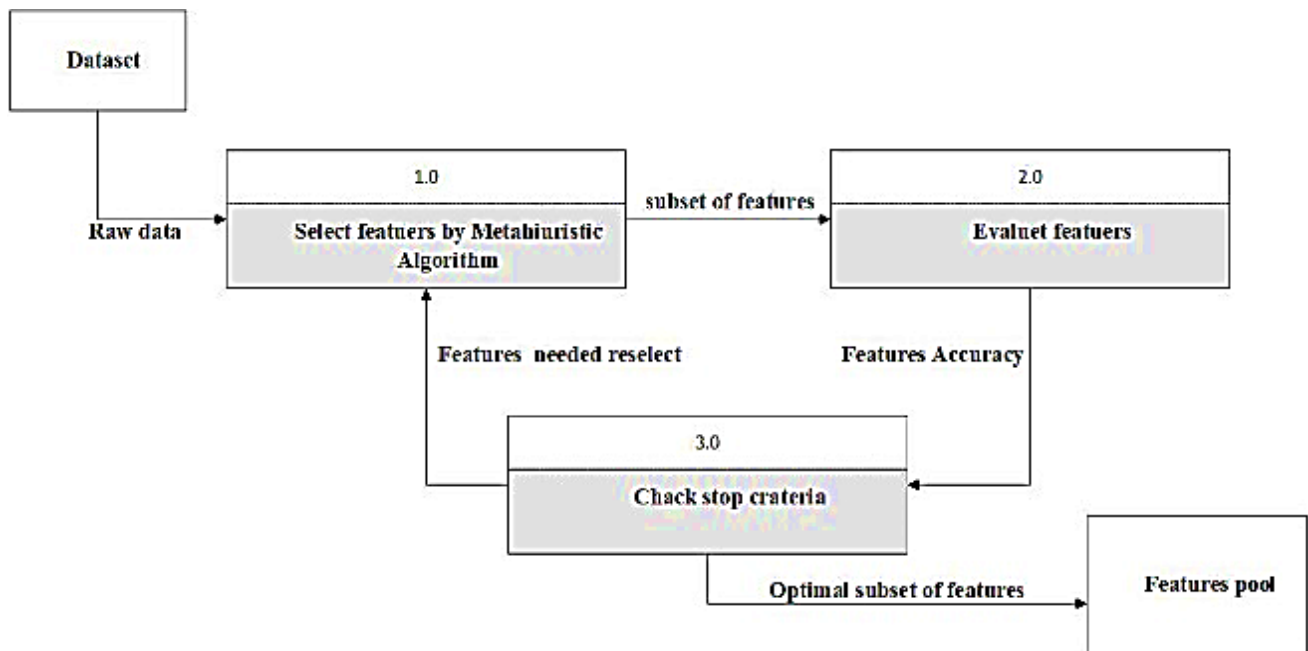 Dataset
1.0
2.0
Raw data
Select featuers by Metahiuristic
Algorithm
subset of features
Evaluet featuers
Features needed reselect
Features Accuracy
3.0
Chack stop crateria
Optimal subset of features
Features pool